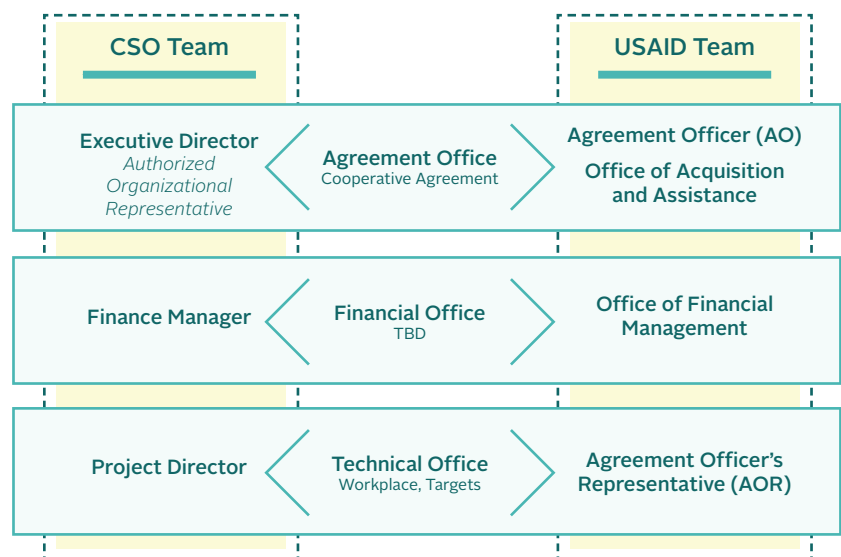 CSO Team
USAID Team
Executive Director
Authorized
Organizational
Representative
Agreement Office
Cooperative Agreement
Agreement Officer (AO)
Office of Acquisition
and Assistance
Finance Manager
Financial Office
TBD
Office of Financial
Management
Project Director
Technical Office
Workplace, Targets
Agreement Officer’s
Representative (AOR)